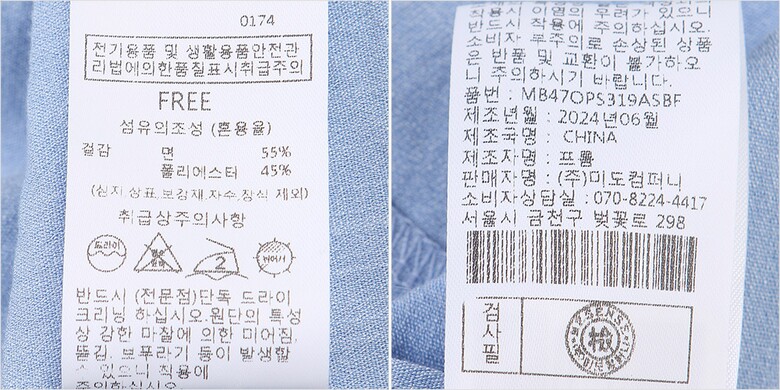 0174
전기용품 및 생활용품안전관
리법에의한품질표시취급주의
FREE
섬유의조성 (혼용율)
겉감 면 55%
폴리에스터 45%
(심지,상표,보강재,자수,장식 제외)
취급상주의사항
드라이
2
반드시 (전문점)단독 드라이
크리닝 하십시오.원단의 특성
상 강한 마찰에 의한 미어짐,
뜯김, 보푸라기 등이 발생할
수 있으니 착용에
주의하십시오
착용시 이염의 우려가 있으니
반드시 착용에 주의하십시오.
소비자 부주의로 손상된 상품
은 반품 및 교환이 불가하오
니 주의하시기 바랍니다.
품번 : MB47OPS319ASBF
제조년월 : 2024년06월
제조국명 : CHINA
제조자명 : 프룸
판매자명 : (주)미도컴퍼니
소비자상담실 : 070-8224-4417
서울시 금천구 벚꽃로 298
검사필
檢